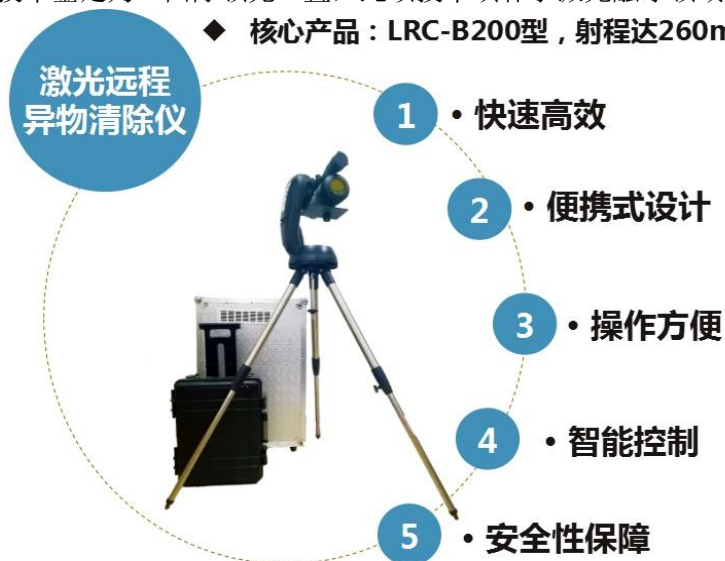 ◆ 核心产品：LRC-B200型，射程达260m
激光远程
异物清除仪
1 • 快速高效
2 • 便携式设计
3 • 操作方便
4 • 智能控制
5 • 安全性保障